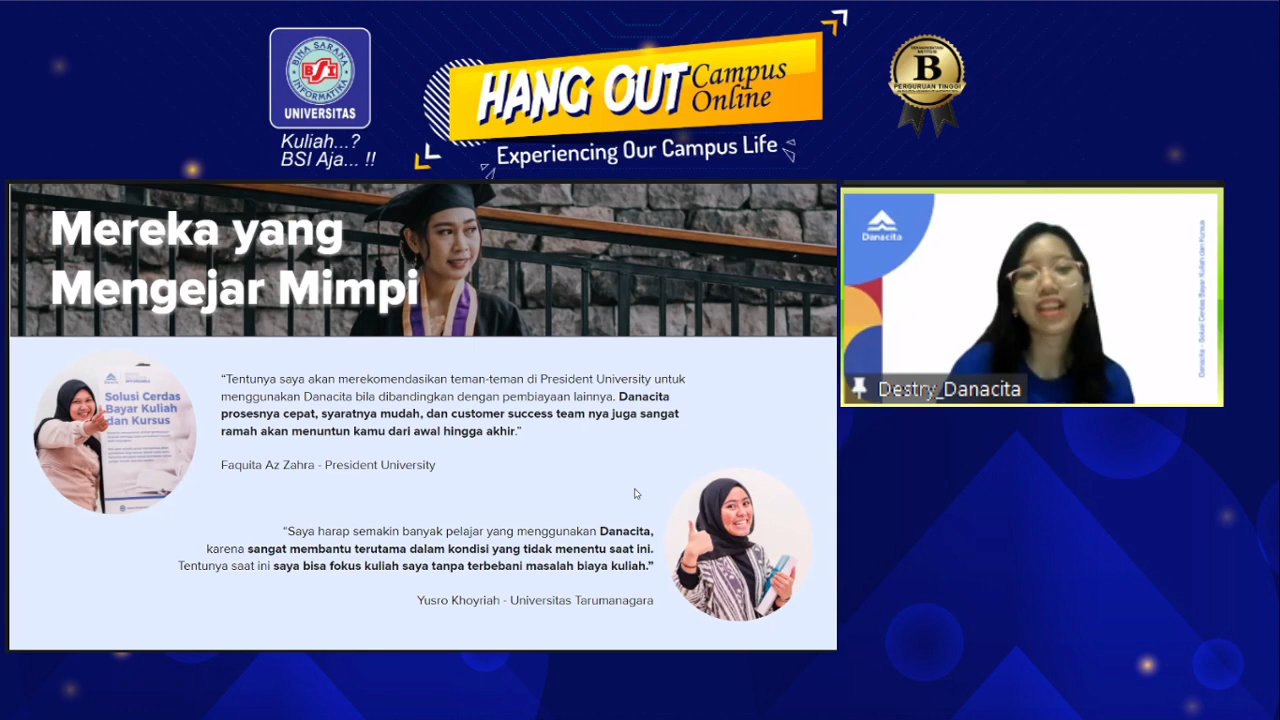 BINA SARANA
BSI
INFORMATIKA
UNIVERSITAS
Kuliah...?
BSI Aja... !!
HANG OUT Campus
Online
Experiencing Our Campus Life
B
PERGURUAN TINGGI
Mereka yang
Mengejar Mimpi
Solusi Cerdas
Bayar Kuliah
dan Kursus
“Tentunya saya akan merekomendasikan teman-teman di President University untuk
menggunakan Danacita bila dibandingkan dengan pembiayaan lainnya. Danacita
prosesnya cepat, syaratnya mudah, dan customer success team nya juga sangat
ramah akan menuntun kamu dari awal hingga akhir.”
Faquita Az Zahra - President University
“Saya harap semakin banyak pelajar yang menggunakan Danacita,
karena sangat membantu terutama dalam kondisi yang tidak menentu saat ini.
Tentunya saat ini saya bisa fokus kuliah saya tanpa terbebani masalah biaya kuliah.”
Yusro Khoyriah - Universitas Tarumanagara
Danacita
Danacita - Solusi Cerdas Bayar Kuliah dan Kursus
Destry_Danacita